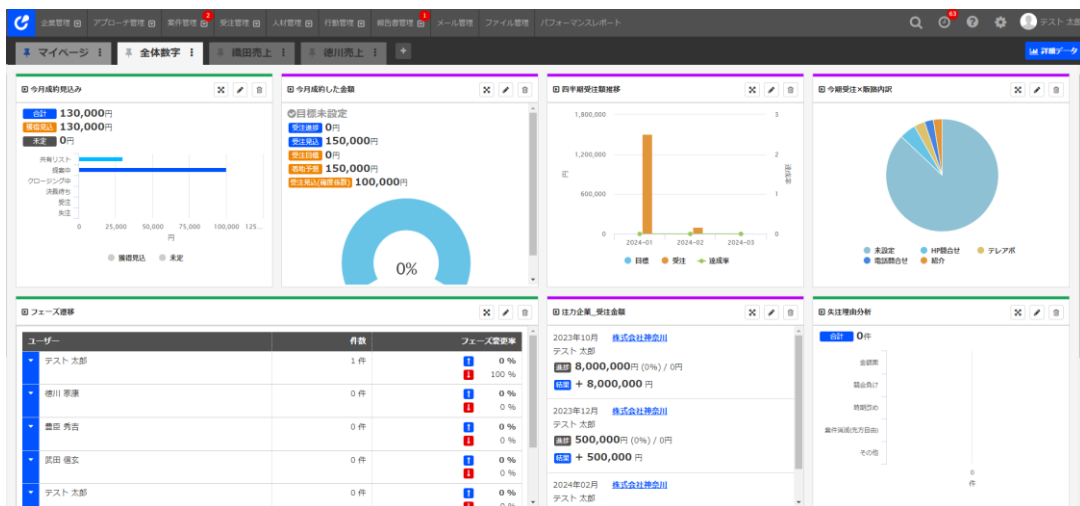 企業管理 アプローチ管理 案件管理 2 受注管理 人材管理 行動管理 報告書管理 1 メール管理 ファイル管理 パフォーマンスレポート 63 テスト 太郎
マイページ 全体数字 織田売上 徳川売上 + 詳細データ
今月成約見込み
合計 130,000円
獲得見込 130,000円
未定 0円
共有リスト
提案中
クロージング中
決裁待ち
受注
失注
0 25,000 50,000 75,000 100,000 125...
円
獲得見込 未定
今月成約した金額
目標未設定
受注進捗 0円
受注見込 150,000円
受注目標 0円
着地予想 150,000円
受注見込(確度係数) 100,000円
0%
四半期受注額推移
1,800,000 3
1,200,000 2
600,000 1
0 0
円
達成率
2024-01 2024-02 2024-03
目標 受注 達成率
今期受注×販路内訳
未設定 HP問合せ テレアポ
電話問合せ 紹介
フェーズ遷移
ユーザー 件数 フェーズ変更率
テスト 太郎 1 件 0 %
100 %
徳川 家康 0 件 0 %
0 %
豊臣 秀吉 0 件 0 %
0 %
武田 信玄 0 件 0 %
0 %
テスト 太郎 0 件 0 %
0 %
注力企業_受注金額
2023年10月 株式会社神奈川
テスト 太郎
進捗 8,000,000円 (0%) / 0円
結果 + 8,000,000 円
2023年12月 株式会社神奈川
テスト 太郎
進捗 500,000円 (0%) / 0円
結果 + 500,000 円
2024年02月 株式会社神奈川
テスト 太郎
失注理由分析
合計 0件
金額面
競合負け
時期改め
案件消滅(先方自由)
その他
0
件